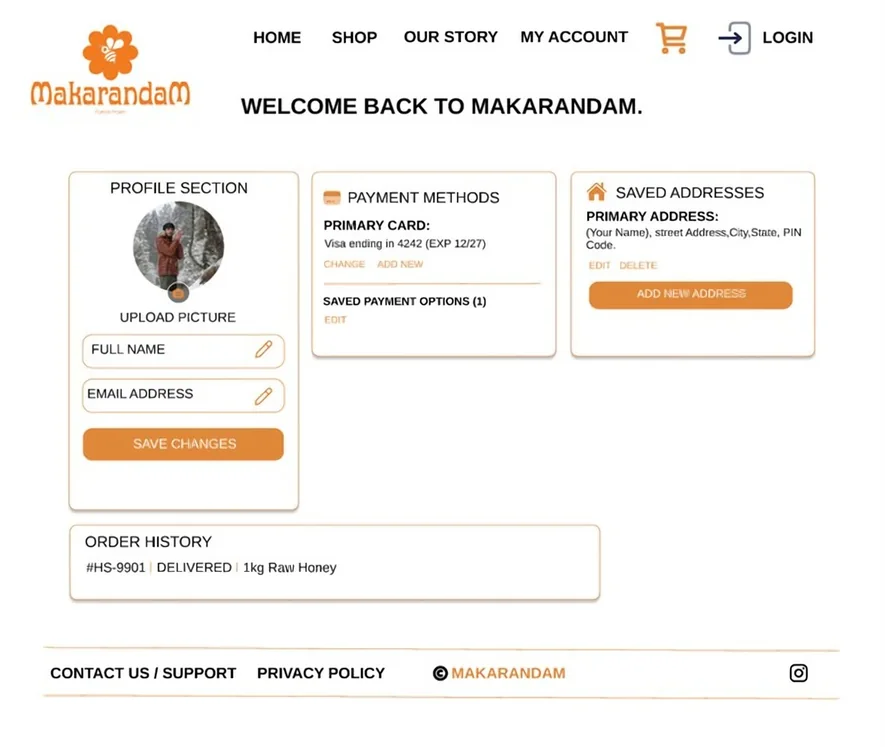 HOME SHOP OUR STORY MY ACCOUNT LOGIN
MakarandaM
WELCOME BACK TO MAKARANDAM.
PROFILE SECTION
UPLOAD PICTURE
FULL NAME
EMAIL ADDRESS
SAVE CHANGES
PAYMENT METHODS
PRIMARY CARD:
Visa ending in 4242 (EXP 12/27)
CHANGE ADD NEW
SAVED PAYMENT OPTIONS (1)
EDIT
SAVED ADDRESSES
PRIMARY ADDRESS:
(Your Name), street Address,City,State, PIN
Code.
EDIT DELETE
ADD NEW ADDRESS
ORDER HISTORY
#HS-9901 | DELIVERED | 1kg Raw Honey
CONTACT US / SUPPORT PRIVACY POLICY © MAKARANDAM